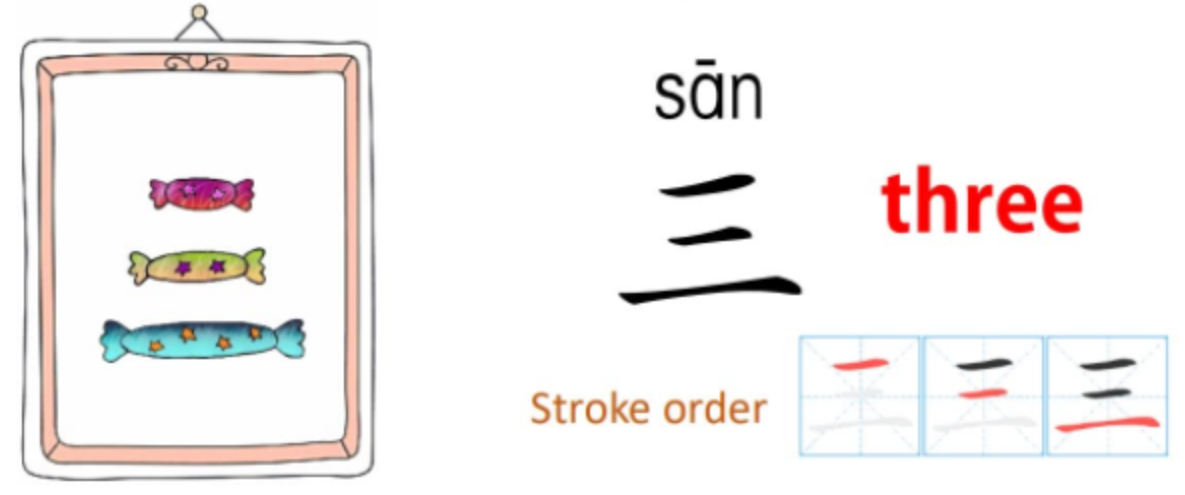 sān
三
three
Stroke order